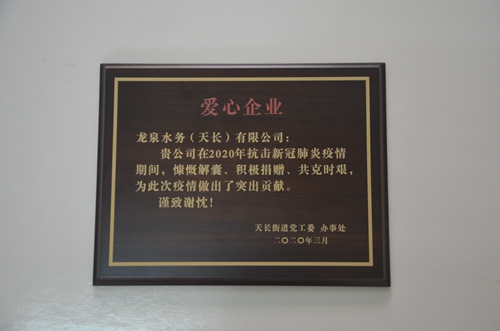 爱心企业
龙泉水务（天长）有限公司：
贵公司在2020年抗击新冠肺炎疫情
期间，慷慨解囊、积极捐赠、共克时艰，
为此次疫情做出了突出贡献。
谨致谢忱！
天长街道党工委 办事处
二〇二〇年三月